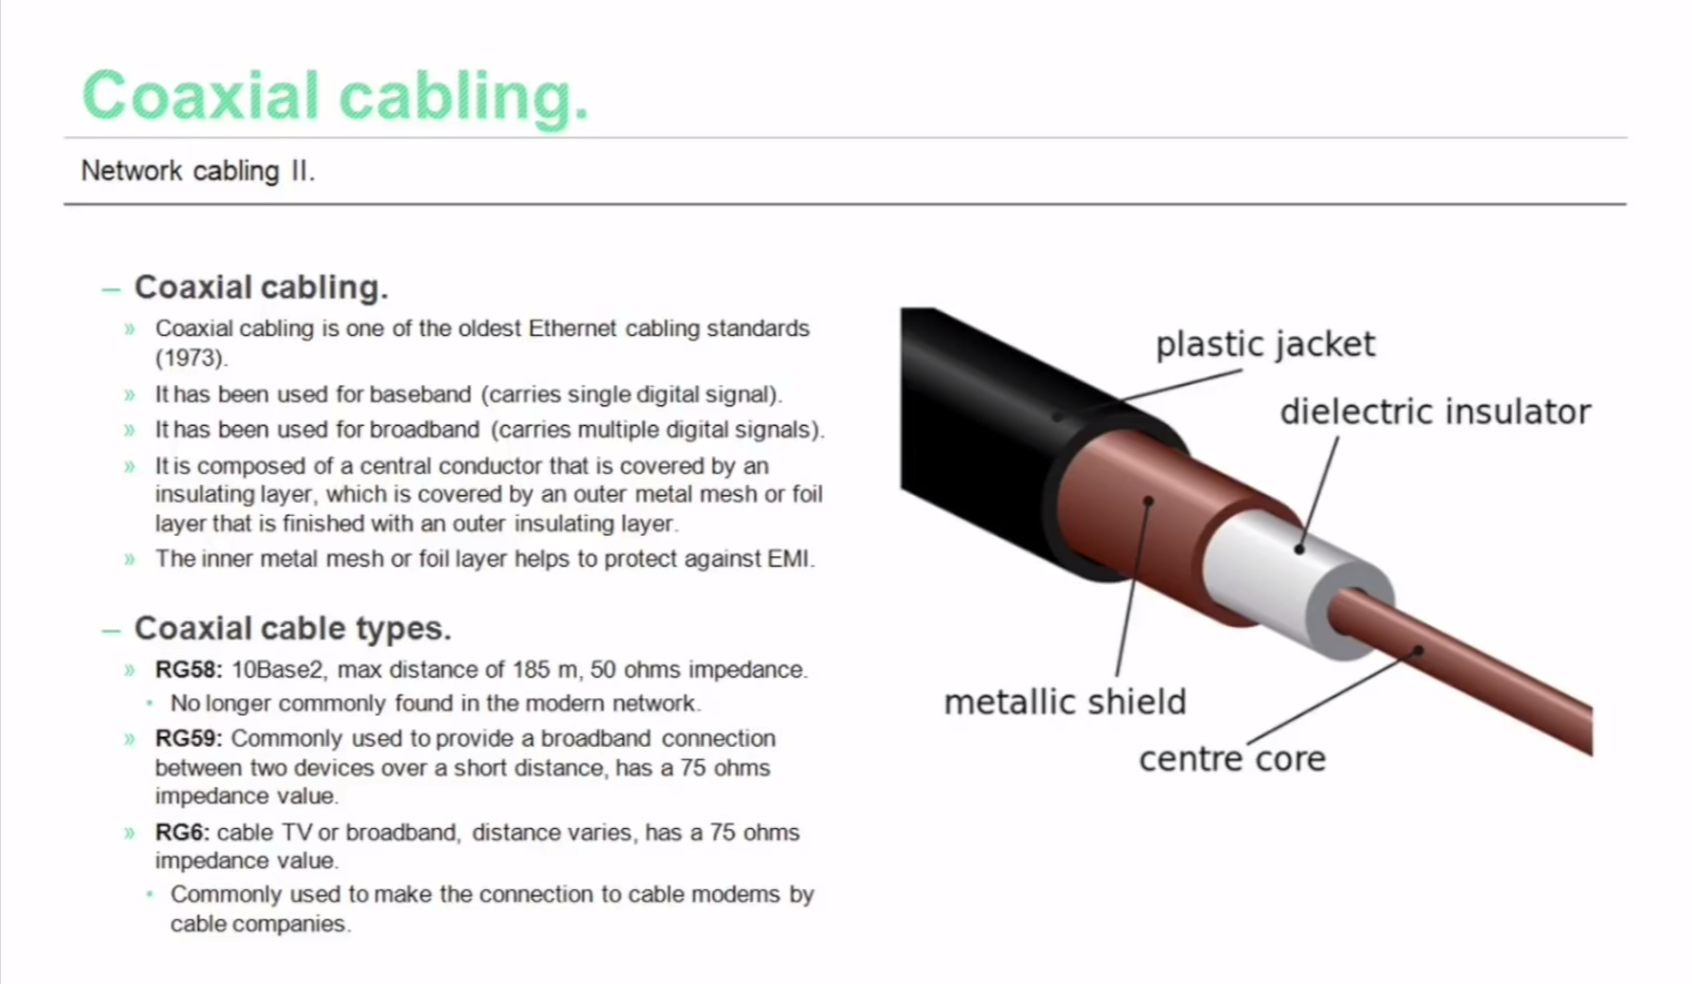 Coaxial cabling.
Network cabling II.
– Coaxial cabling.
» Coaxial cabling is one of the oldest Ethernet cabling standards
(1973).
» It has been used for baseband (carries single digital signal).
» It has been used for broadband (carries multiple digital signals).
» It is composed of a central conductor that is covered by an
insulating layer, which is covered by an outer metal mesh or foil
layer that is finished with an outer insulating layer.
» The inner metal mesh or foil layer helps to protect against EMI.
– Coaxial cable types.
» RG58: 10Base2, max distance of 185 m, 50 ohms impedance.
• No longer commonly found in the modern network.
» RG59: Commonly used to provide a broadband connection
between two devices over a short distance, has a 75 ohms
impedance value.
» RG6: cable TV or broadband, distance varies, has a 75 ohms
impedance value.
• Commonly used to make the connection to cable modems by
cable companies.
plastic jacket
dielectric insulator
metallic shield
centre core